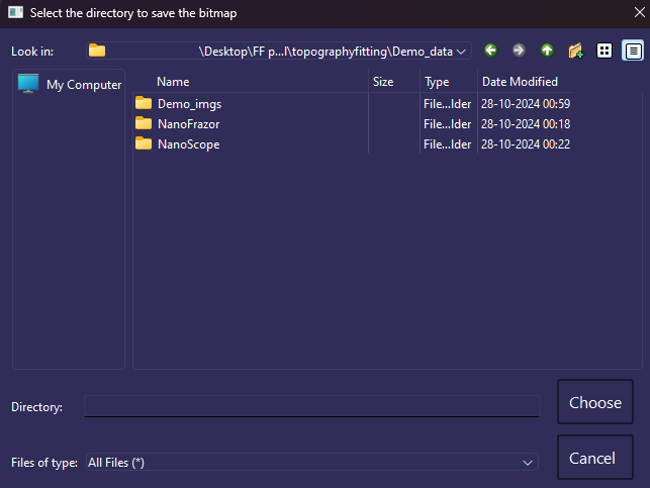 Select the directory to save the bitmap
Look in: \Desktop\FF p...l\topographyfitting\Demo_data
My Computer
Name Size Type Date Modified
Demo_imgs File...lder 28-10-2024 00:59
NanoFrazor File...lder 28-10-2024 00:18
NanoScope File...lder 28-10-2024 00:22
Directory:
Choose
Files of type: All Files (*)
Cancel